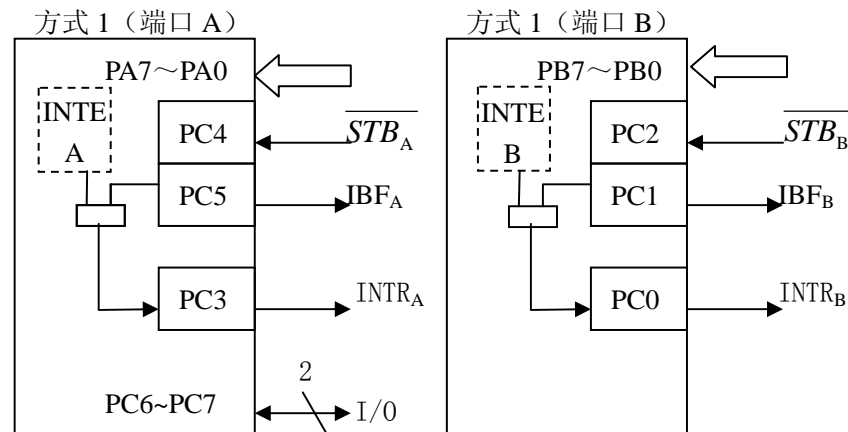 方式 1（端口 A）
PA7～PA0
INTE
A
PC4
STB_A
PC5
IBF_A
PC3
INTR_A
2
PC6~PC7
I/O
方式 1（端口 B）
PB7～PB0
INTE
B
PC2
STB_B
PC1
IBF_B
PC0
INTR_B